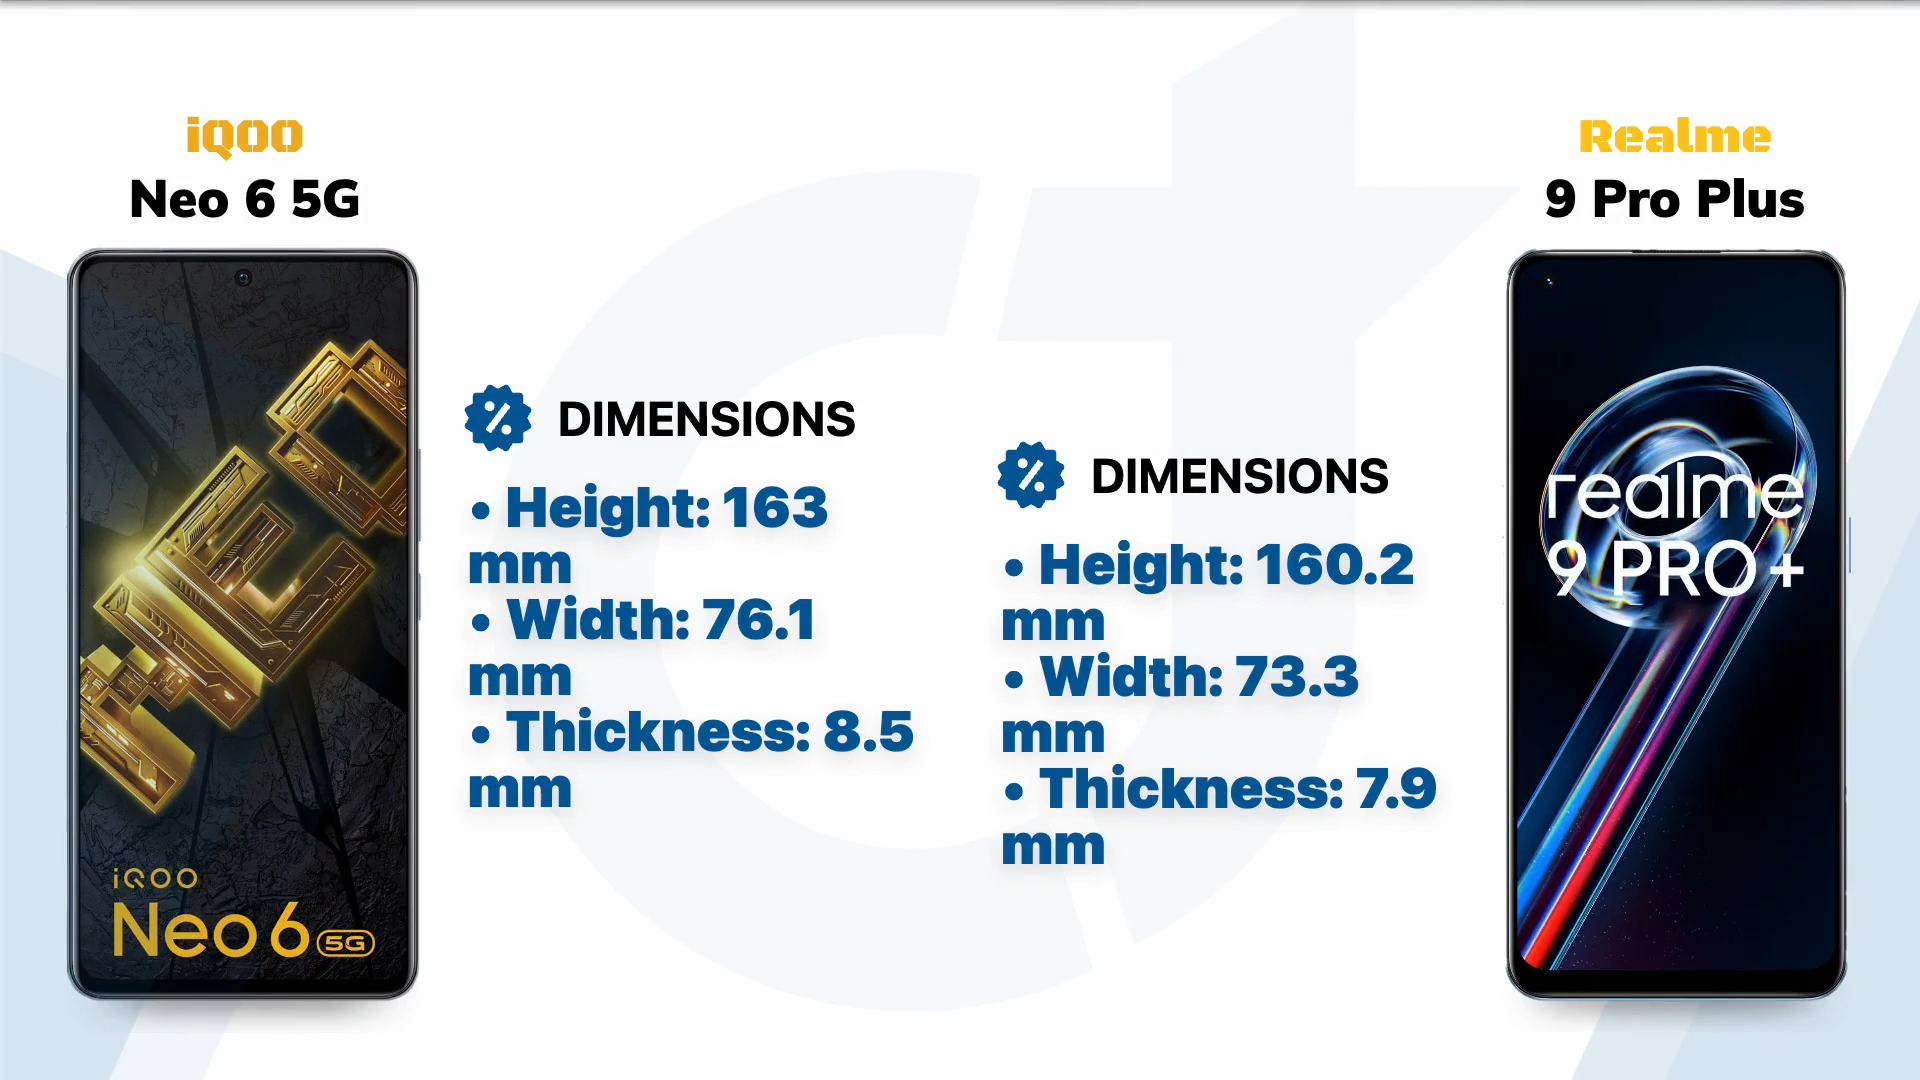 iQOO
Neo 6 5G
NEO
iQOO
Neo 6 5G
DIMENSIONS
• Height: 163
mm
• Width: 76.1
mm
• Thickness: 8.5
mm
DIMENSIONS
• Height: 160.2
mm
• Width: 73.3
mm
• Thickness: 7.9
mm
Realme
9 Pro Plus
realme
9 PRO+